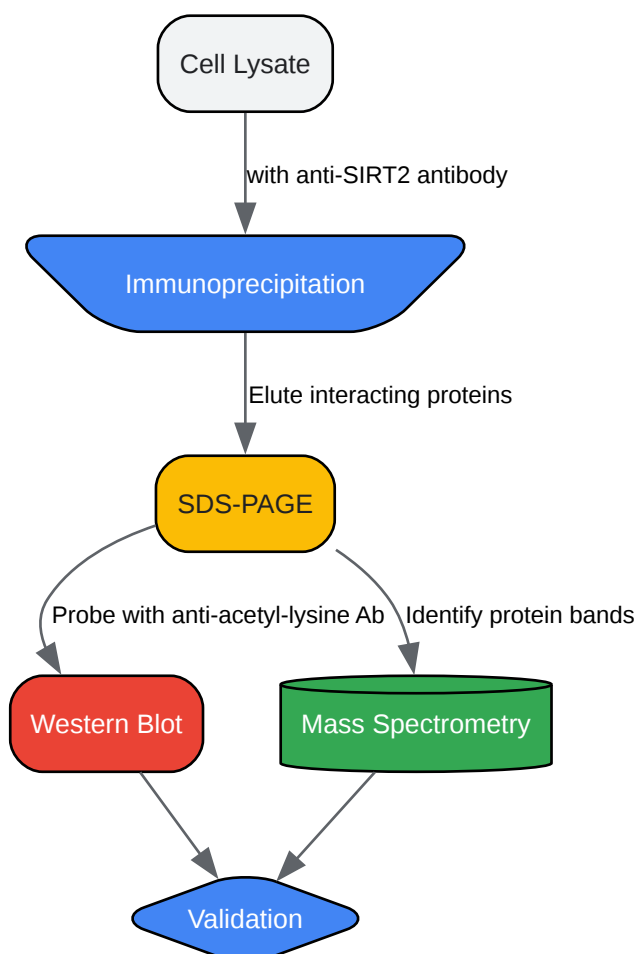 Cell Lysate
with anti-SIRT2 antibody
Immunoprecipitation
Elute interacting proteins
SDS-PAGE
Probe with anti-acetyl-lysine Ab
Identify protein bands
Western Blot
Mass Spectrometry
Validation